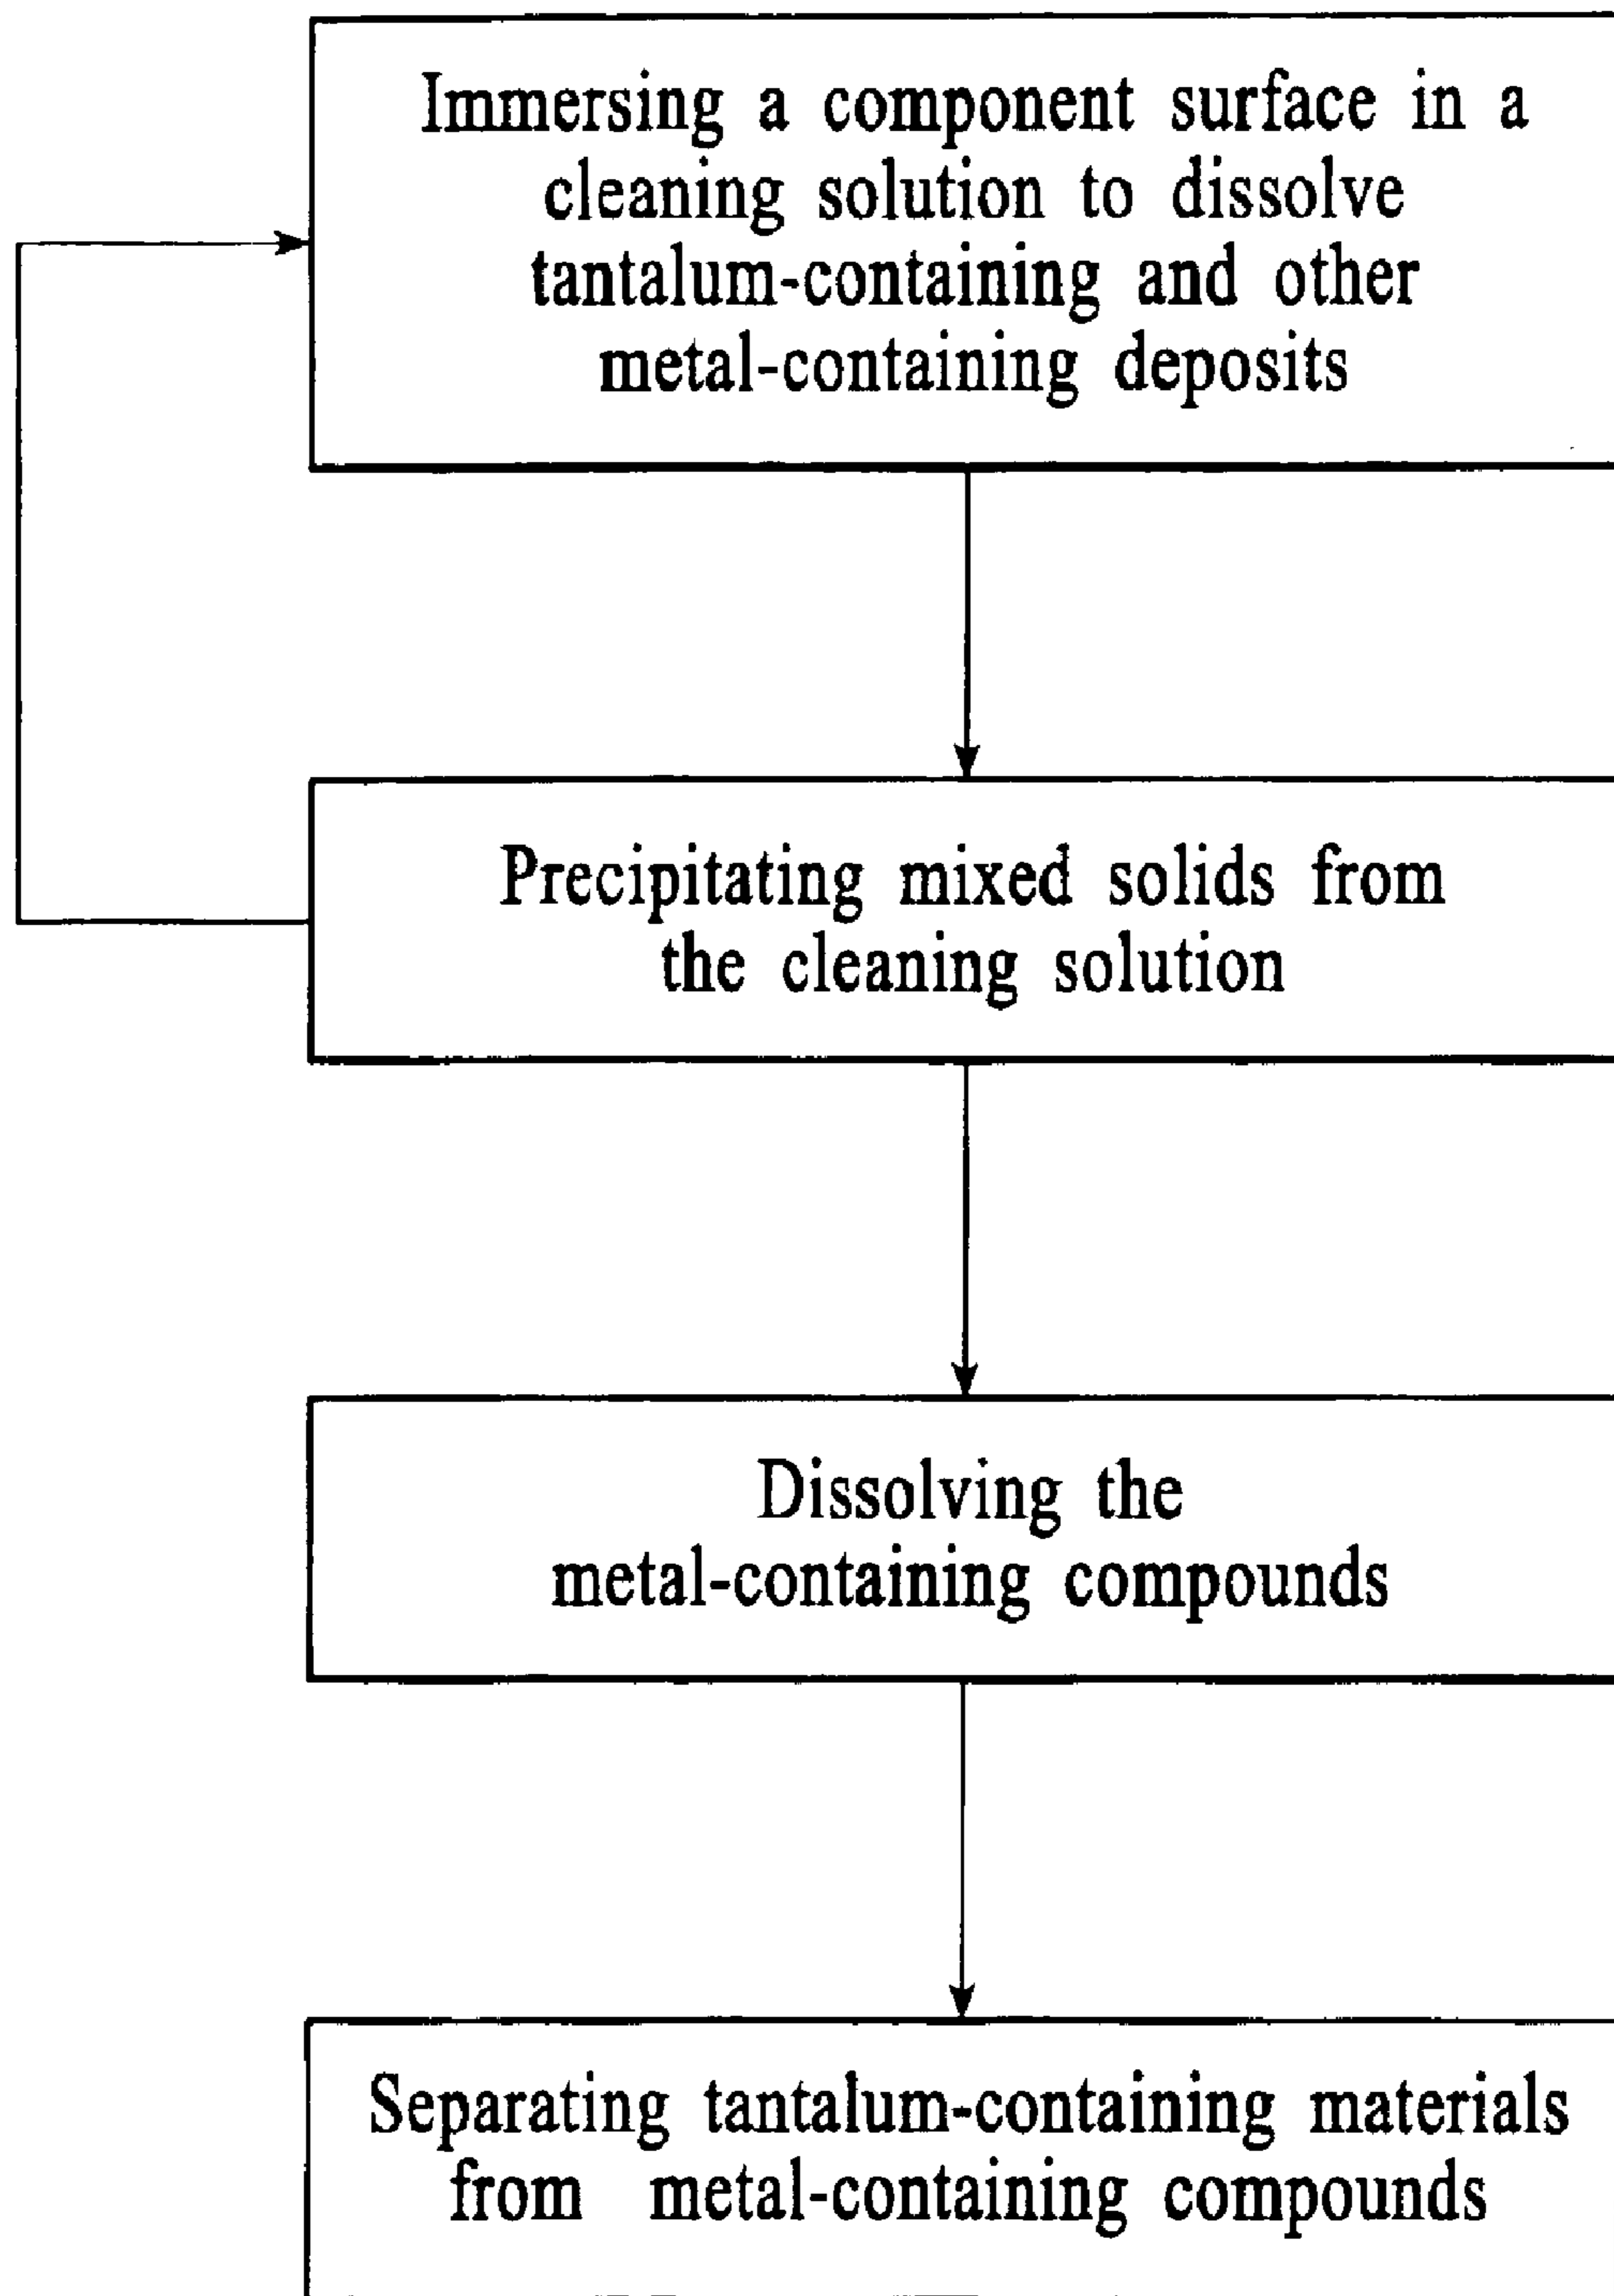 Immersing a component surface in a
cleaning solution to dissolve
tantalum-containing and other
metal-containing deposits
Precipitating mixed solids from
the cleaning solution
Dissolving the
metal-containing compounds
Separating tantalum-containing materials
from metal-containing compounds